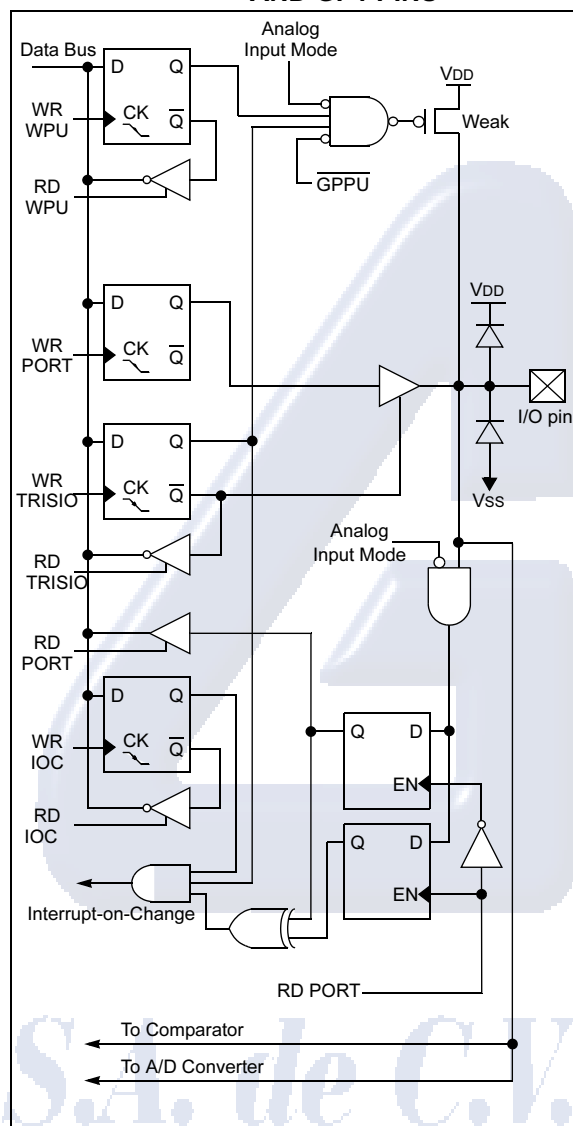 AND GP1 PINS
Analog
Input Mode
Data Bus
D Q
VDD
WR
WPU
CK Q
Weak
RD
WPU
GPPU
D Q
VDD
WR
PORT
CK Q
I/O pin
D Q
WR
TRISIO
CK Q
VSS
RD
TRISIO
Analog
Input Mode
RD
PORT
D Q
WR
IOC
CK Q
Q D
EN
RD
IOC
Q D
EN
Interrupt-on-Change
RD PORT
To Comparator
To A/D Converter
S.A. de C.V.